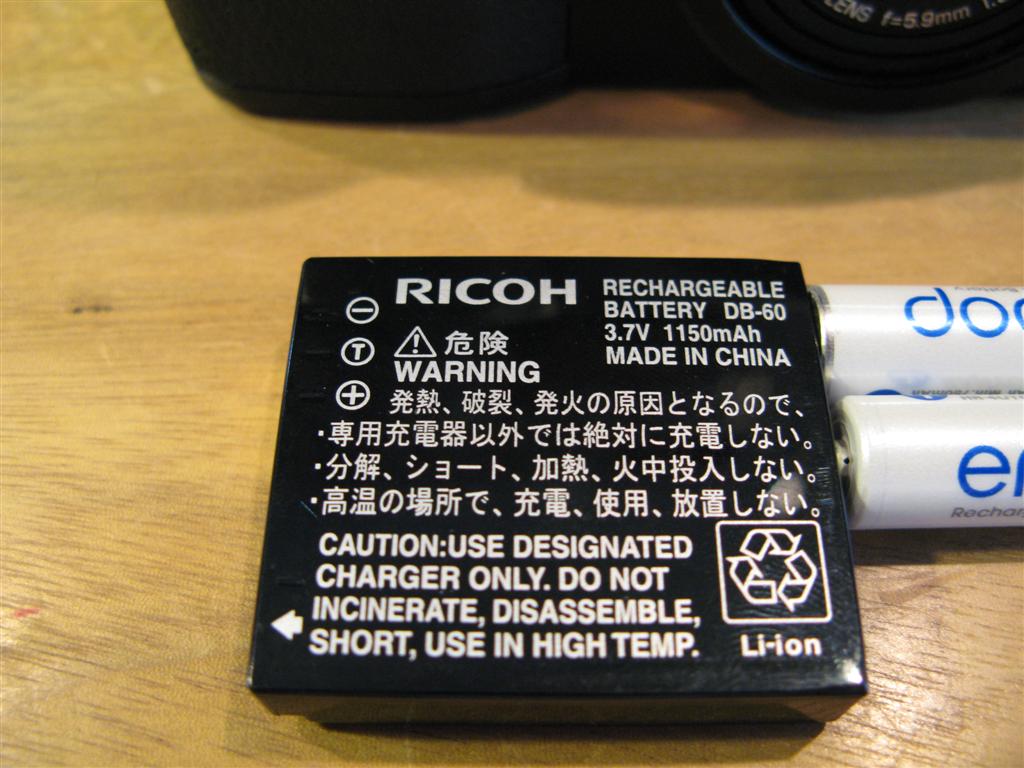 LENS f=5.9mm
RICOH
RECHARGEABLE
BATTERY DB-60
3.7V 1150mAh
MADE IN CHINA
T
危険
WARNING
発熱、破裂、発火の原因となるので、
・専用充電器以外では絶対に充電しない。
・分解、ショート、加熱、火中投入しない。
・高温の場所で、充電、使用、放置しない。
CAUTION:USE DESIGNATED
CHARGER ONLY. DO NOT
INCINERATE, DISASSEMBLE,
SHORT, USE IN HIGH TEMP.
Li-ion